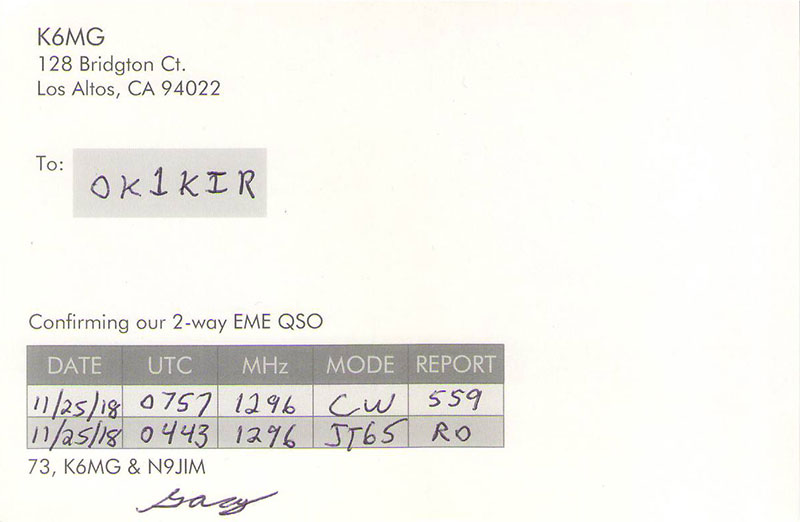 K6MG
128 Bridgton Ct.
Los Altos, CA 94022
To: OK1KIR
Confirming our 2-way EME QSO
DATE UTC MHz MODE REPORT
11/25/18 0757 1296 CW 559
11/25/18 0443 1296 JT65 RO
73, K6MG & N9JIM
Gary